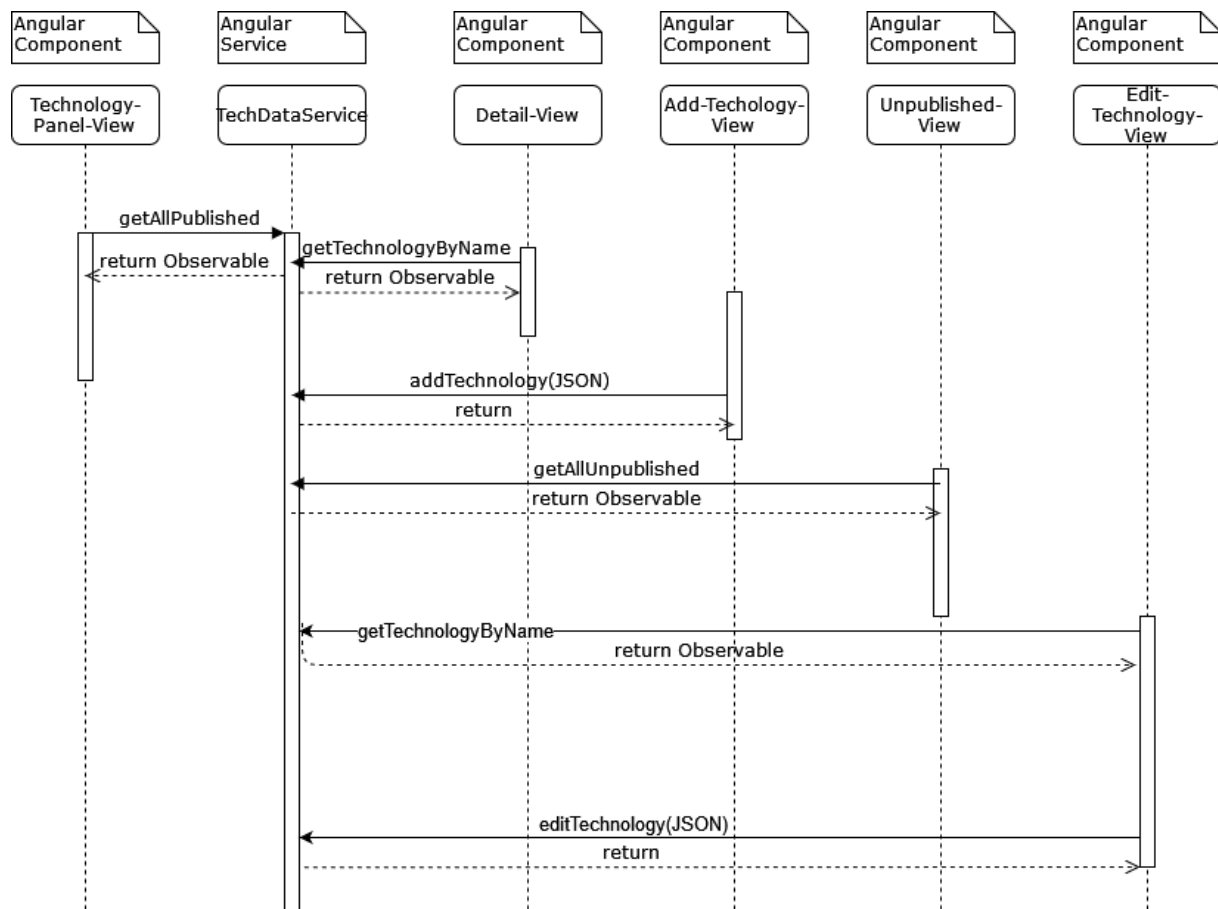 Angular
Component
Angular
Service
Angular
Component
Angular
Component
Angular
Component
Angular
Component
Technology-
Panel-View
TechDataService
Detail-View
Add-Techology-
View
Unpublished-
View
Edit-
Technology-
View
getAllPublished
getTechnologyByName
return Observable
return Observable
addTechnology(JSON)
return
getAllUnpublished
return Observable
getTechnologyByName
return Observable
editTechnology(JSON)
return